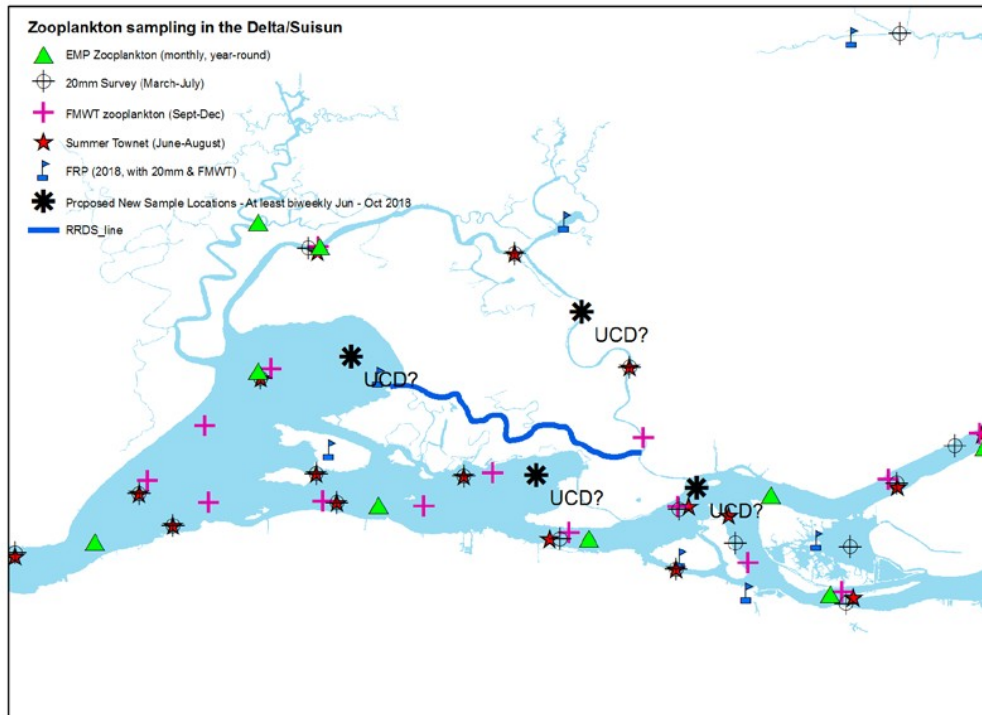 Zooplankton sampling in the Delta/Suisun
EMP Zooplankton (monthly, year-round)
20mm Survey (March-July)
FMWT zooplankton (Sept-Dec)
Summer Townet (June-August)
FRP (2018, with 20mm & FMWT)
Proposed New Sample Locations - At least biweekly Jun - Oct 2018
RRDS_line
UCD?
UCD?
UCD?
UCD?